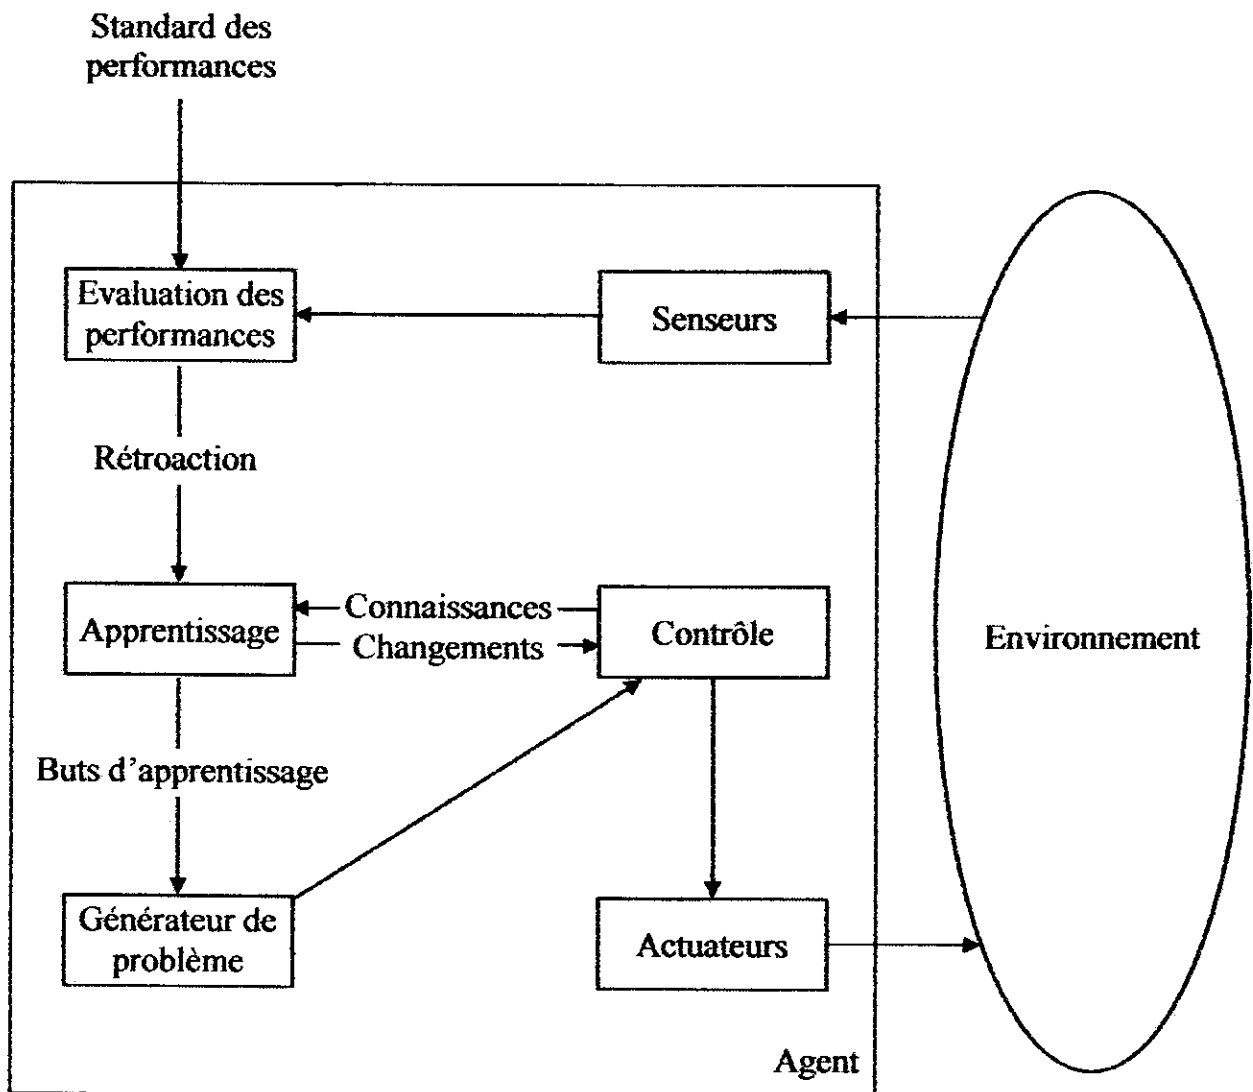 Standard des
performances
Evaluation des
performances
Senseurs
Rétroaction
Apprentissage
Connaissances
Changements
Contrôle
Environnement
Buts d’apprentissage
Générateur de
problème
Actuateurs
Agent